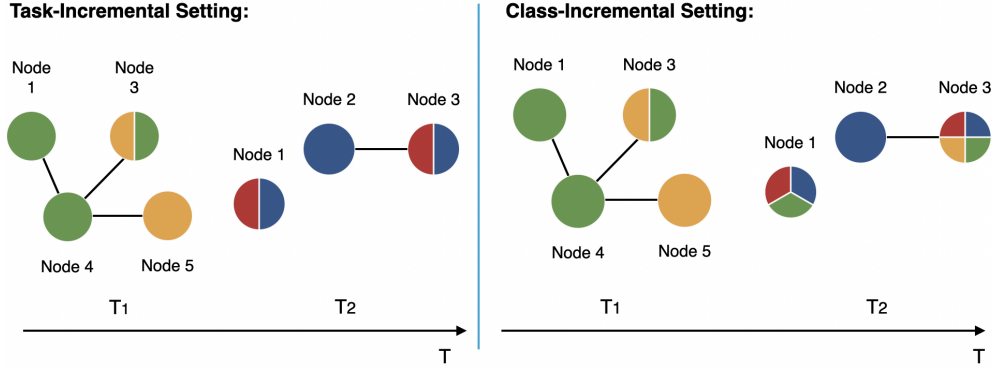 Task-Incremental Setting:
Node
1
Node
3
Node 2
Node 3
Node 1
Node 4
Node 5
T1
T2
T
Class-Incremental Setting:
Node 1
Node 3
Node 2
Node 3
Node 1
Node 4
Node 5
T1
T2
T